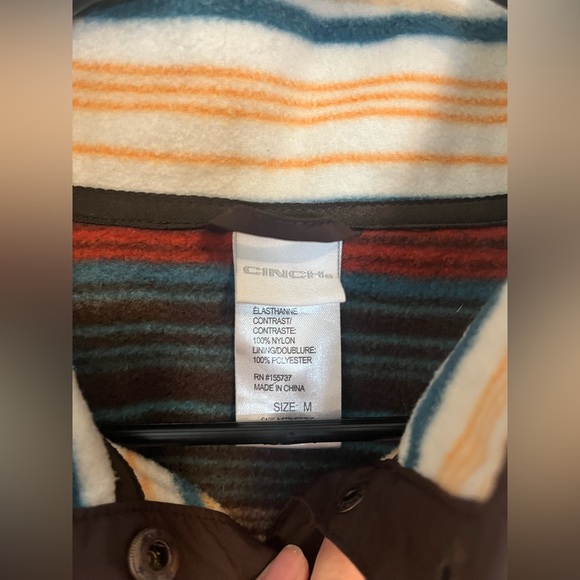 CINCH®
ÉLASTHANNE
CONTRAST/
CONTRASTE:
100% NYLON
LINING/DOUBLURE:
100% POLYESTER
RN #155737
MADE IN CHINA
SIZE: M